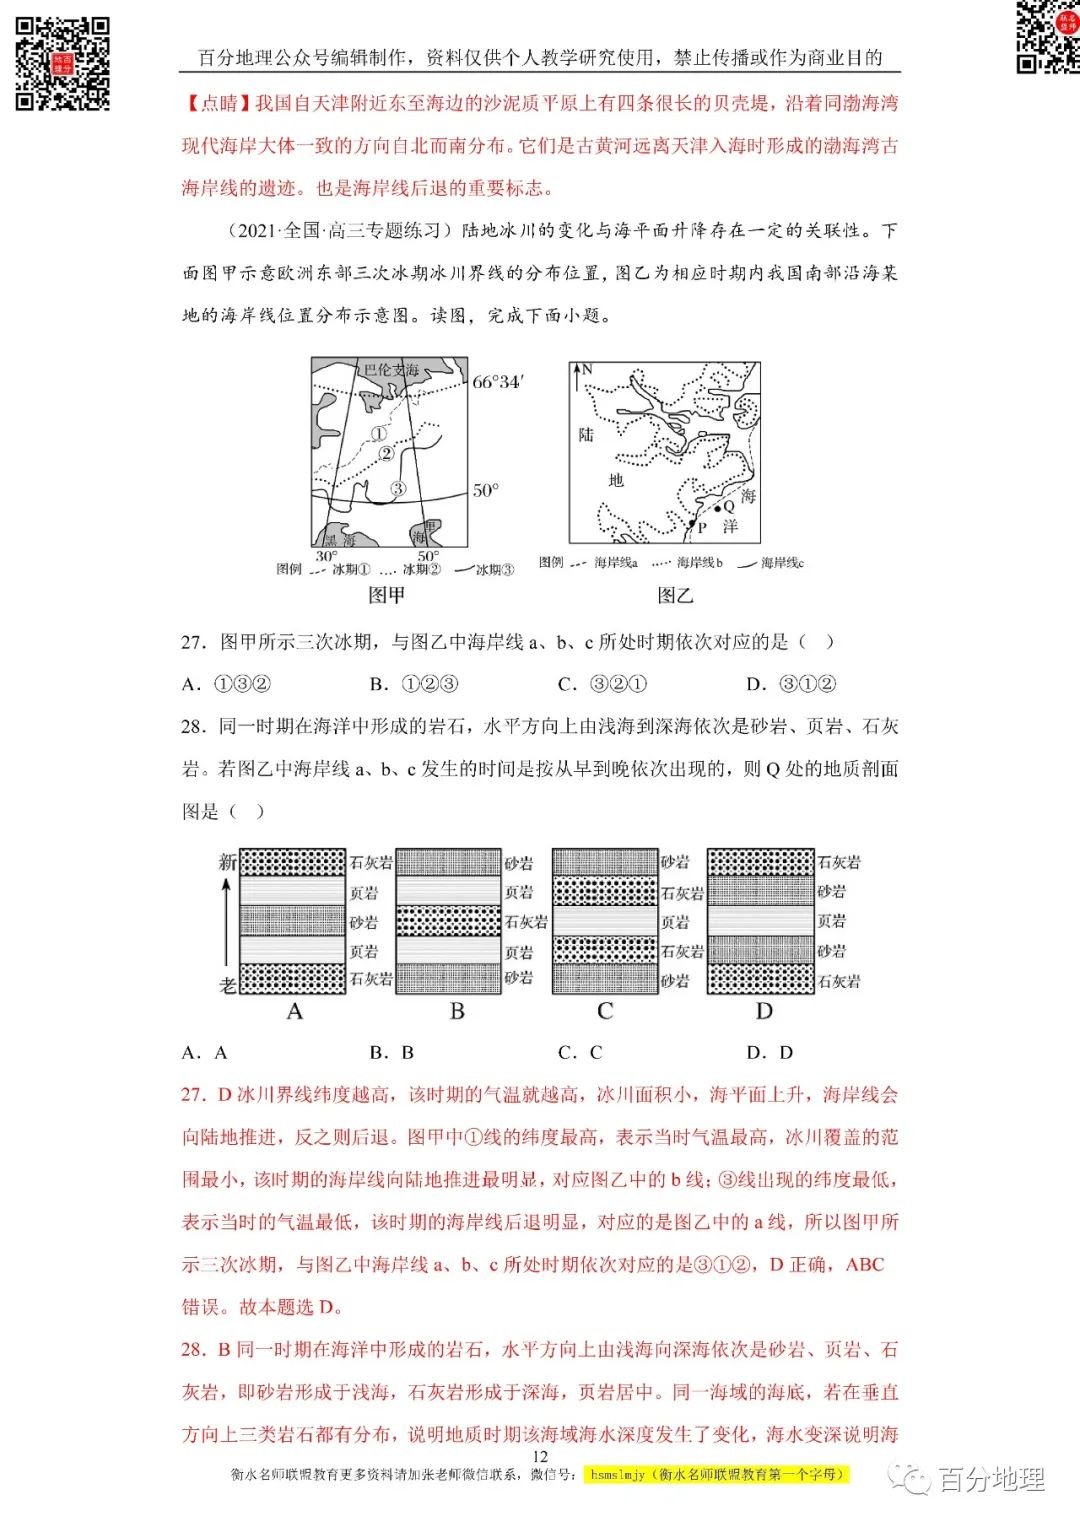 百分地理公众号编辑制作，资料仅供个人教学研究使用，禁止传播或作为商业目的
【点晴】我国自天津附近东至海边的沙泥质平原上有四条很长的贝壳堤，沿着同渤海湾
现代海岸大体一致的方向自北而南分布。它们是古黄河远离天津入海时形成的渤海湾古
海岸线的遗迹。也是海岸线后退的重要标志。
（2021·全国·高三专题练习）陆地冰川的变化与海平面升降存在一定的关联性。下
面图甲示意欧洲东部三次冰期冰川界线的分布位置，图乙为相应时期内我国南部沿海某
地的海岸线位置分布示意图。读图，完成下面小题。
巴伦支海
66°34′
①
②
③
50°
黑 海
里 海
30° 50°
图例 冰期① 冰期② 冰期③
图甲
N
陆
地
海
洋
Q
P
图例 海岸线a 海岸线b 海岸线c
图乙
27．图甲所示三次冰期，与图乙中海岸线 a、b、c 所处时期依次对应的是（ ）
A．①③② B．①②③ C．③②① D．③①②
28．同一时期在海洋中形成的岩石，水平方向上由浅海到深海依次是砂岩、页岩、石灰
岩。若图乙中海岸线 a、b、c 发生的时间是按从早到晚依次出现的，则 Q 处的地质剖面
图是（ ）
新 石灰岩 砂岩 砂岩 石灰岩
页岩 页岩 石灰岩 砂岩
砂岩 石灰岩 页岩 页岩
页岩 页岩 石灰岩 砂岩
老 石灰岩 砂岩 砂岩 石灰岩
A B C D
A．A B．B C．C D．D
27．D 冰川界线纬度越高，该时期的气温就越高，冰川面积小，海平面上升，海岸线会
向陆地推进，反之则后退。图甲中①线的纬度最高，表示当时气温最高，冰川覆盖的范
围最小，该时期的海岸线向陆地推进最明显，对应图乙中的 b 线；③线出现的纬度最低，
表示当时的气温最低，该时期的海岸线后退明显，对应的是图乙中的 a 线，所以图甲所
示三次冰期，与图乙中海岸线 a、b、c 所处时期依次对应的是③①②，D 正确，ABC
错误。故本题选 D。
28．B 同一时期在海洋中形成的岩石，水平方向上由浅海向深海依次是砂岩、页岩、石
灰岩，即砂岩形成于浅海，石灰岩形成于深海，页岩居中。同一海域的海底，若在垂直
方向上三类岩石都有分布，说明地质时期该海域海水深度发生了变化，海水变深说明海
12
衡水名师联盟教育更多资料请加张老师微信联系，微信号： hsmslmjy（衡水名师联盟教育第一个字母）
百分地理